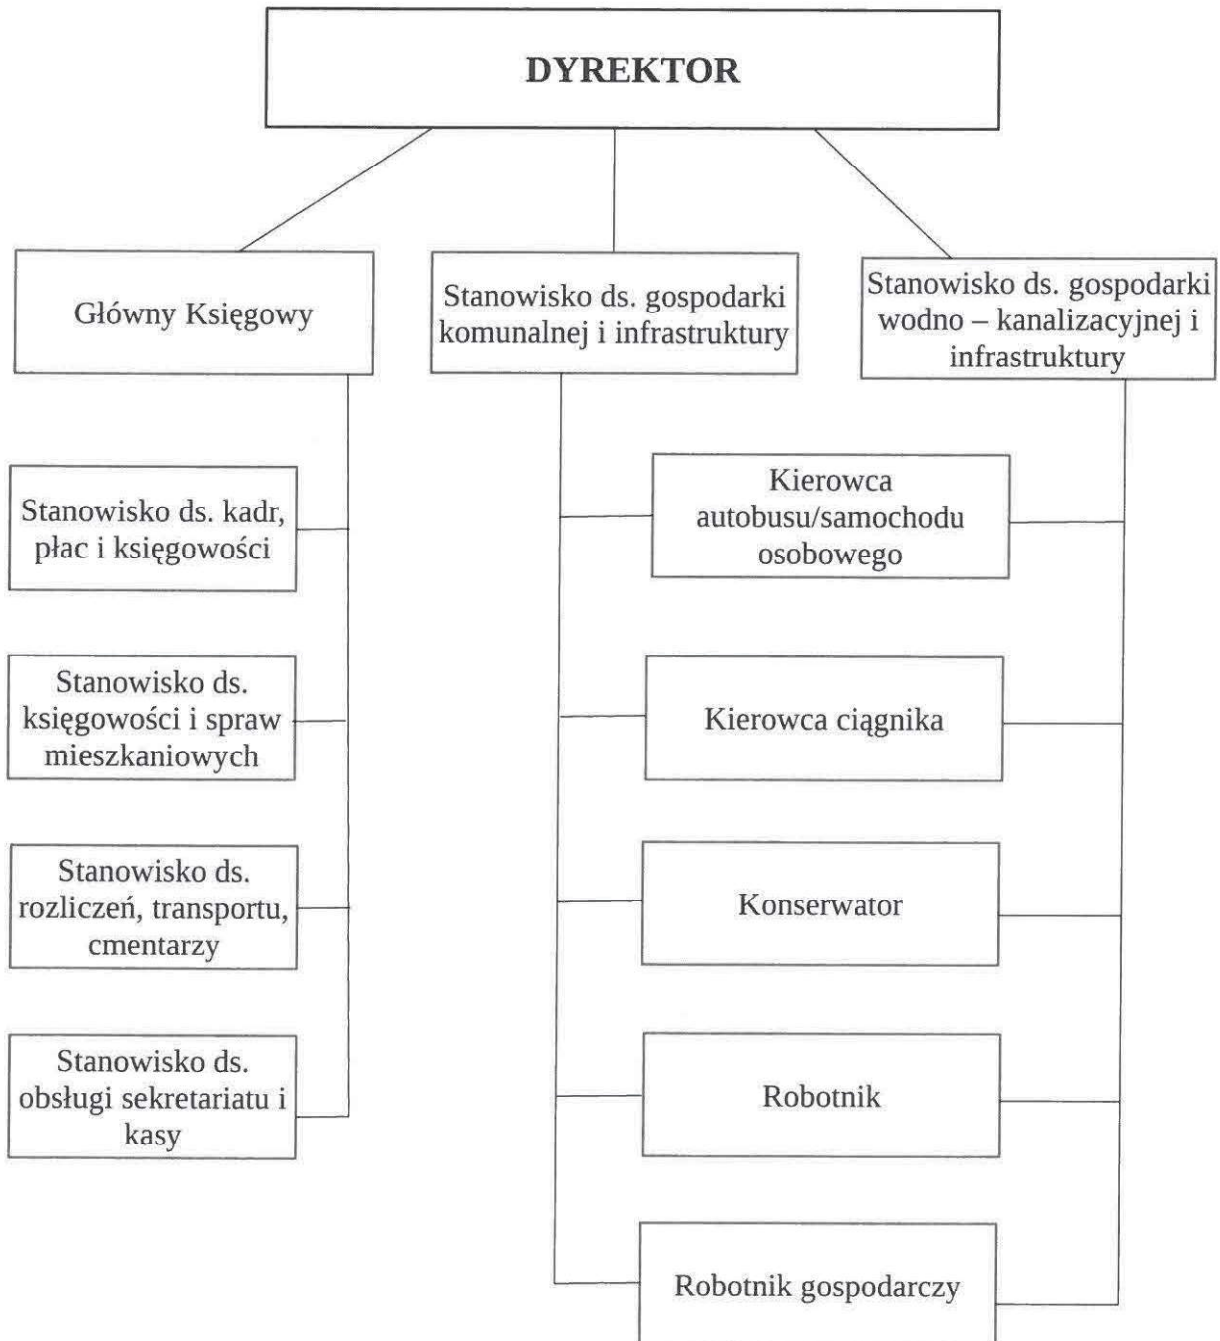 DYREKTOR
Główny Księgowy
Stanowisko ds. gospodarki
komunalnej i infrastruktury
Stanowisko ds. gospodarki
wodno – kanalizacyjnej i
infrastruktury
Stanowisko ds. kadr,
płac i księgowości
Stanowisko ds.
księgowości i spraw
mieszkaniowych
Stanowisko ds.
rozliczeń, transportu,
cmentarzy
Stanowisko ds.
obsługi sekretariatu i
kasy
Kierowca
autobusu/samochodu
osobowego
Kierowca ciągnika
Konserwator
Robotnik
Robotnik gospodarczy